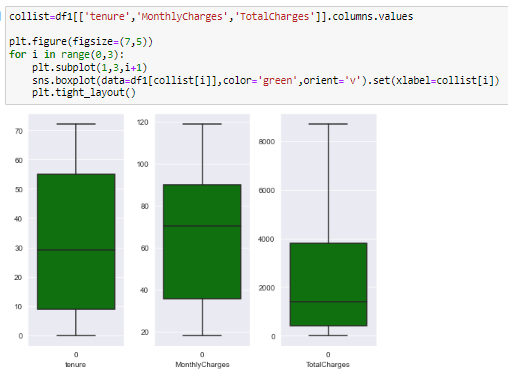 collist=df1[['tenure','MonthlyCharges','TotalCharges']].columns.values
plt.figure(figsize=(7,5))
for i in range(0,3):
    plt.subplot(1,3,i+1)
    sns.boxplot(data=df1[collist[i]],color='green',orient='v').set(xlabel=collist[i])
    plt.tight_layout()
70
60
50
40
30
20
10
0
0
tenure
120
100
80
60
40
20
0
MonthlyCharges
8000
6000
4000
2000
0
0
TotalCharges